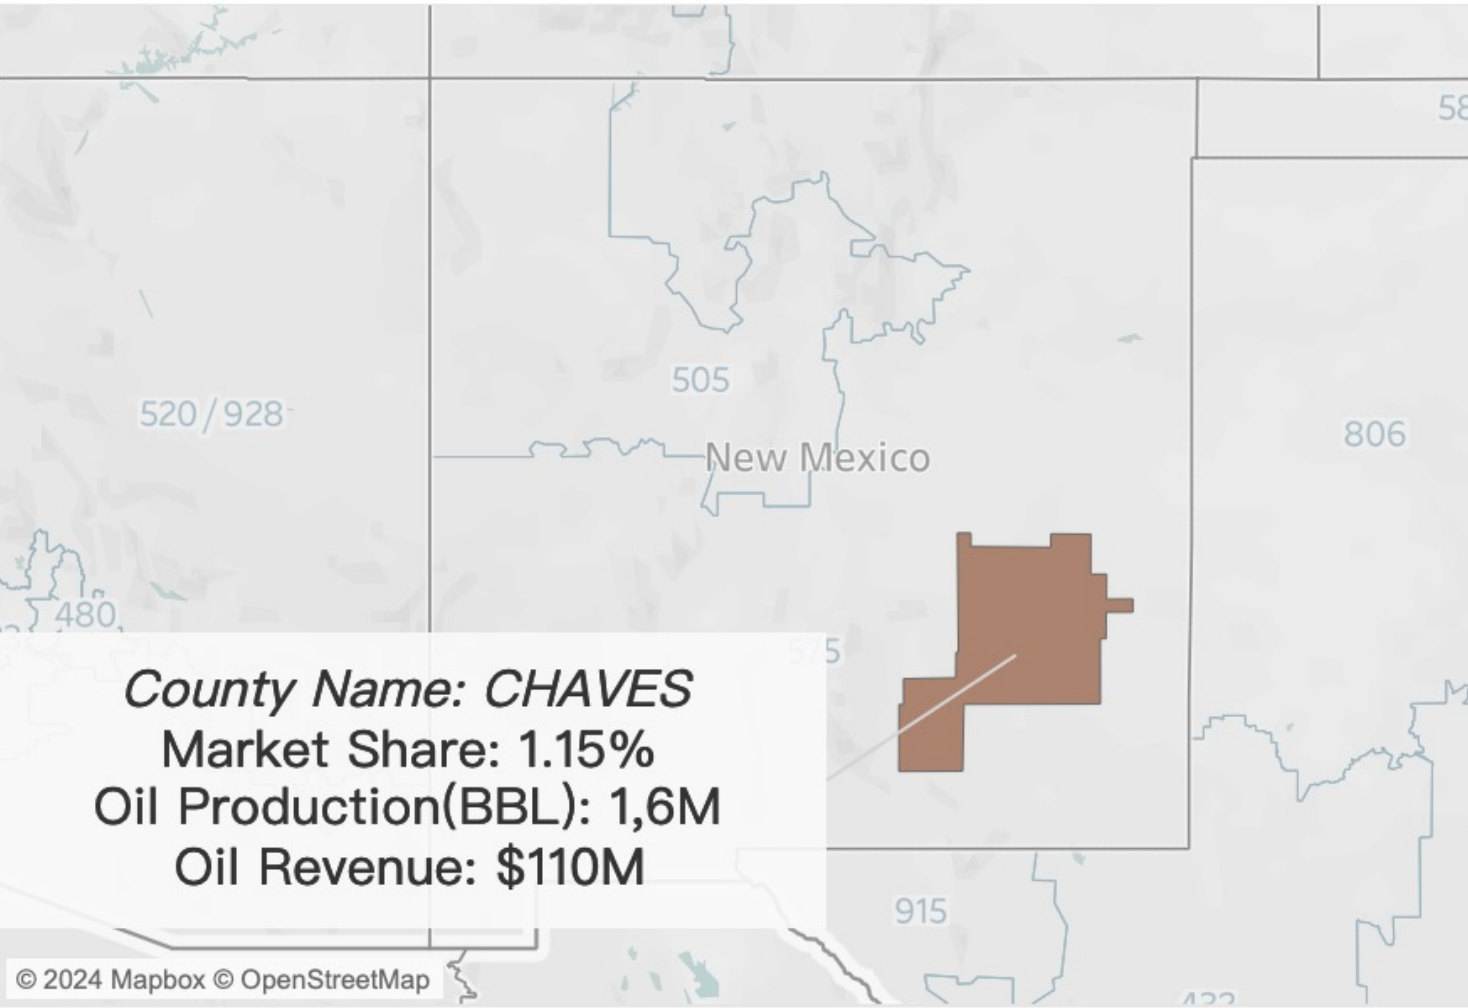 58
505
520/928
New Mexico
806
480
575
County Name: CHAVES
Market Share: 1.15%
Oil Production(BBL): 1,6M
Oil Revenue: $110M
915
© 2024 Mapbox © OpenStreetMap
432